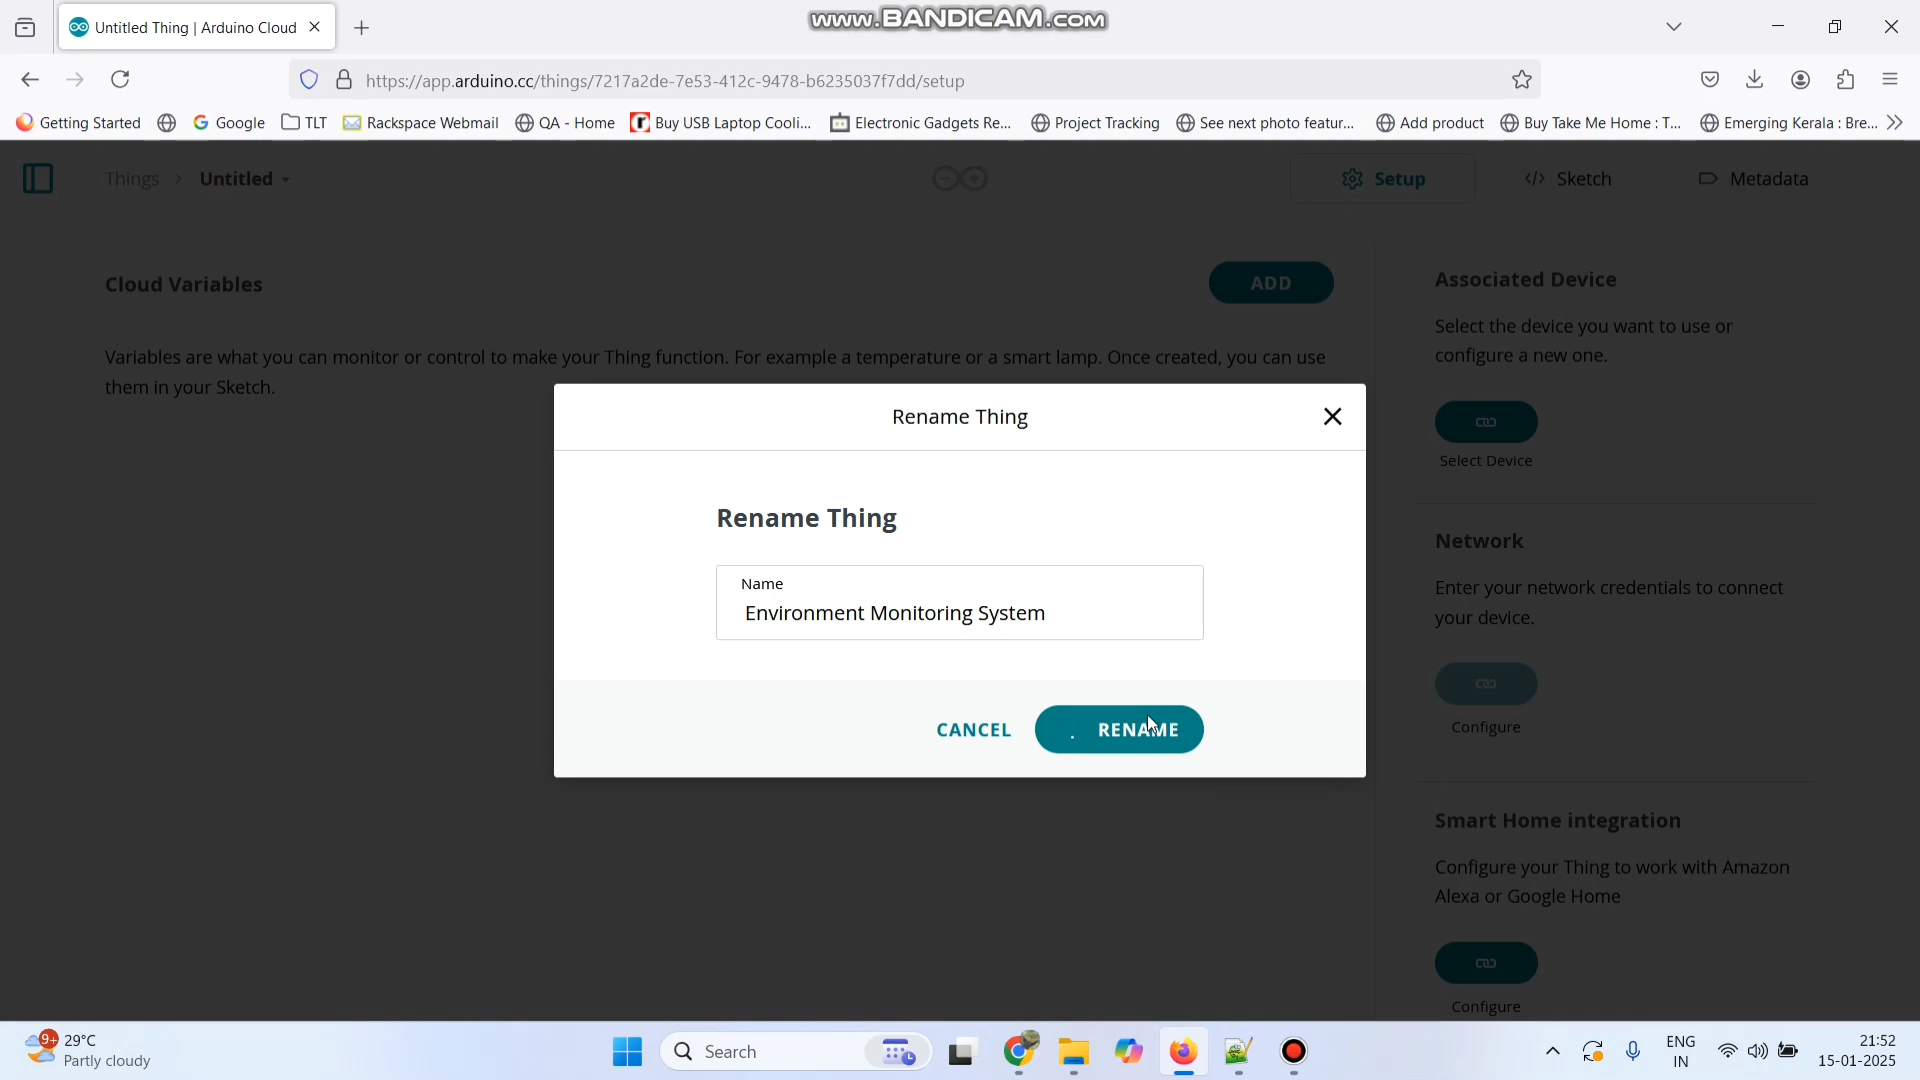 Untitled Thing | Arduino Cloud
www.BANDICAM.com
https://app.arduino.cc/things/7217a2de-7e53-412c-9478-b6235037f7dd/setup
Getting Started
Google
TLT
Rackspace Webmail
QA - Home
Buy USB Laptop Cooli...
Electronic Gadgets Re...
Project Tracking
See next photo featur...
Add product
Buy Take Me Home : T...
Emerging Kerala : Bre...
Things > Untitled
Setup
</> Sketch
Metadata
Cloud Variables
ADD
Variables are what you can monitor or control to make your Thing function. For example a temperature or a smart lamp. Once created, you can use
them in your Sketch.
Associated Device
Select the device you want to use or
configure a new one.
Select Device
Network
Enter your network credentials to connect
your device.
Configure
Smart Home integration
Configure your Thing to work with Amazon
Alexa or Google Home
Configure
Rename Thing
Rename Thing
Name
Environment Monitoring System
CANCEL
RENAME
9+
29°C
Partly cloudy
Search
ENG
IN
21:52
15-01-2025